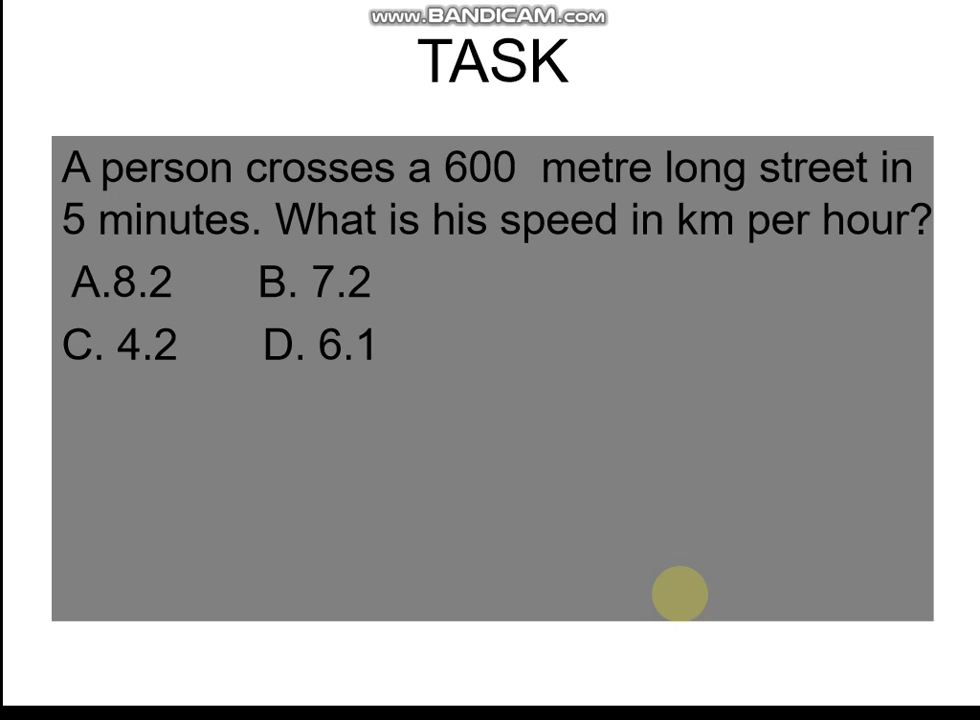 www.BANDICAM.com
TASK
A person crosses a 600 metre long street in
5 minutes. What is his speed in km per hour?
A.8.2 B. 7.2
C. 4.2 D. 6.1